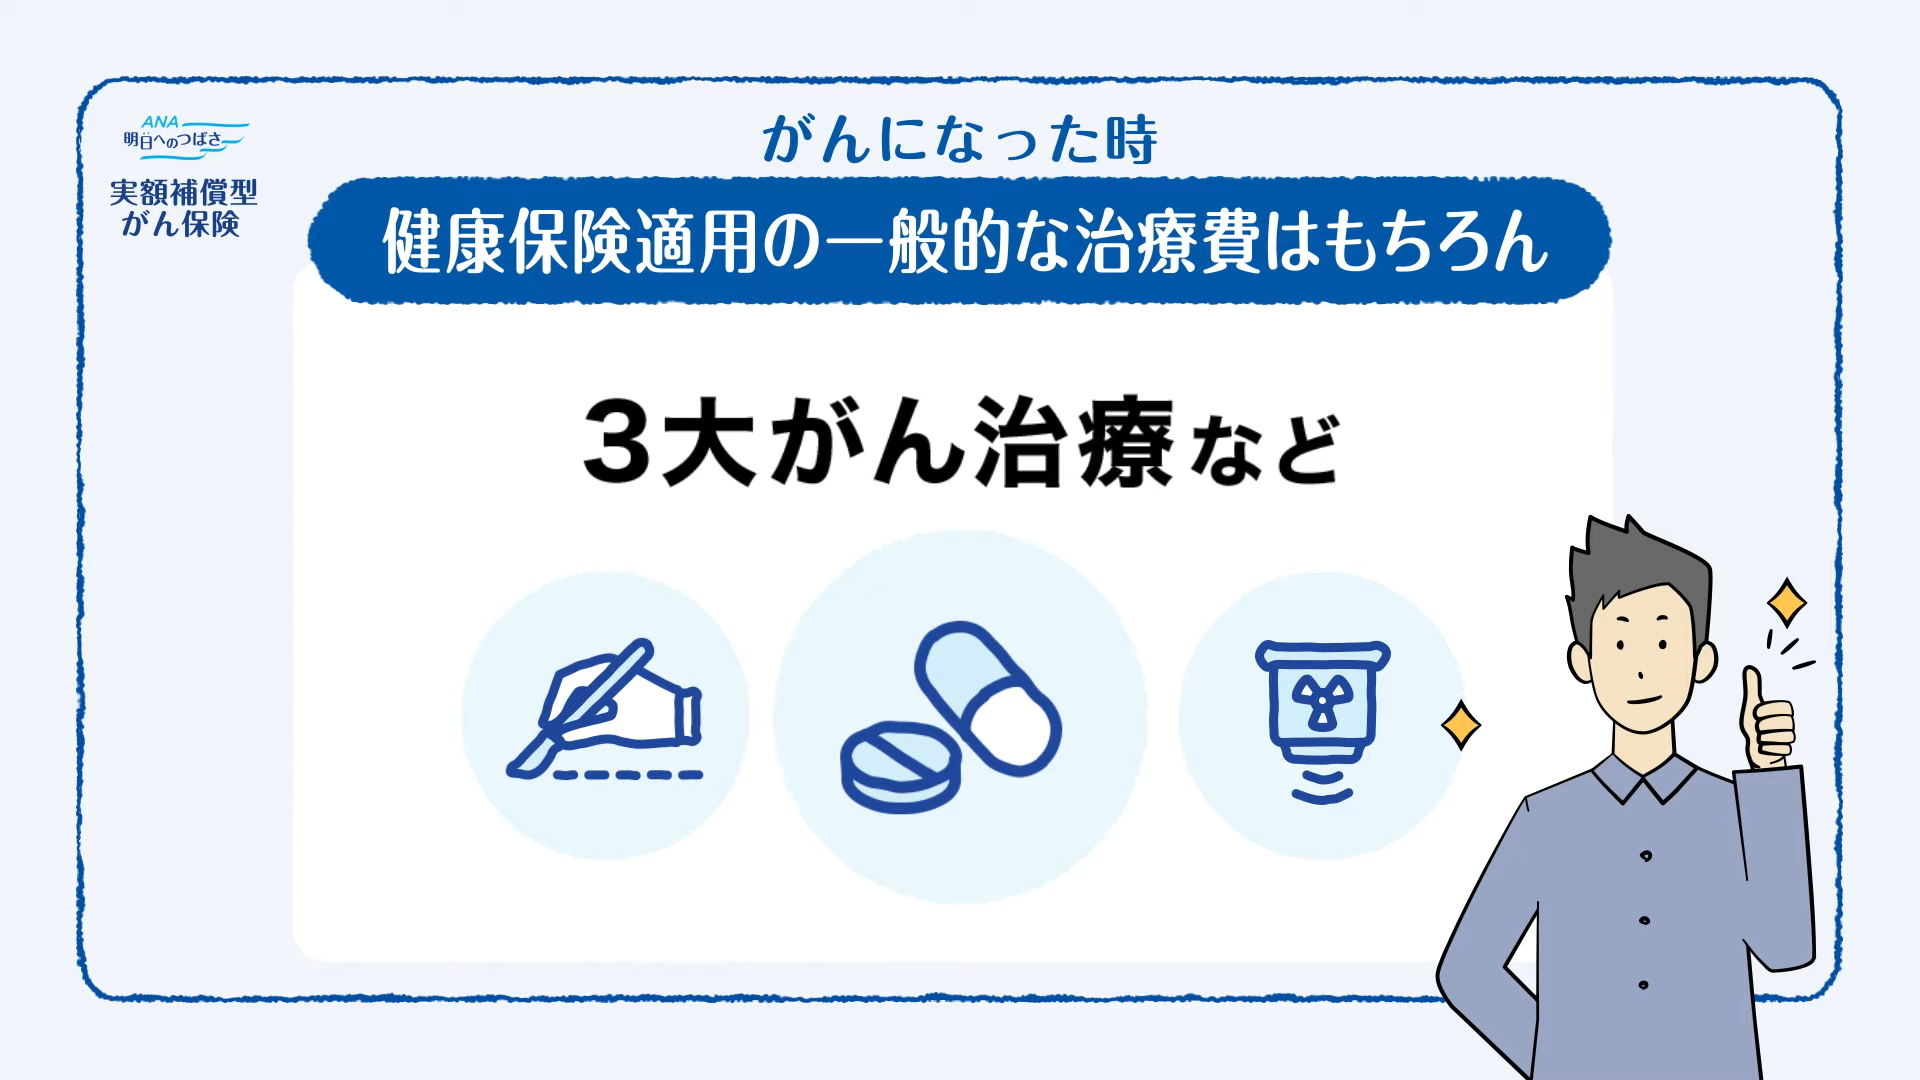 ANA
明日へのつばさ
実額補償型
がん保険
がんになった時
健康保険適用の一般的な治療費はもちろん
3大がん治療など